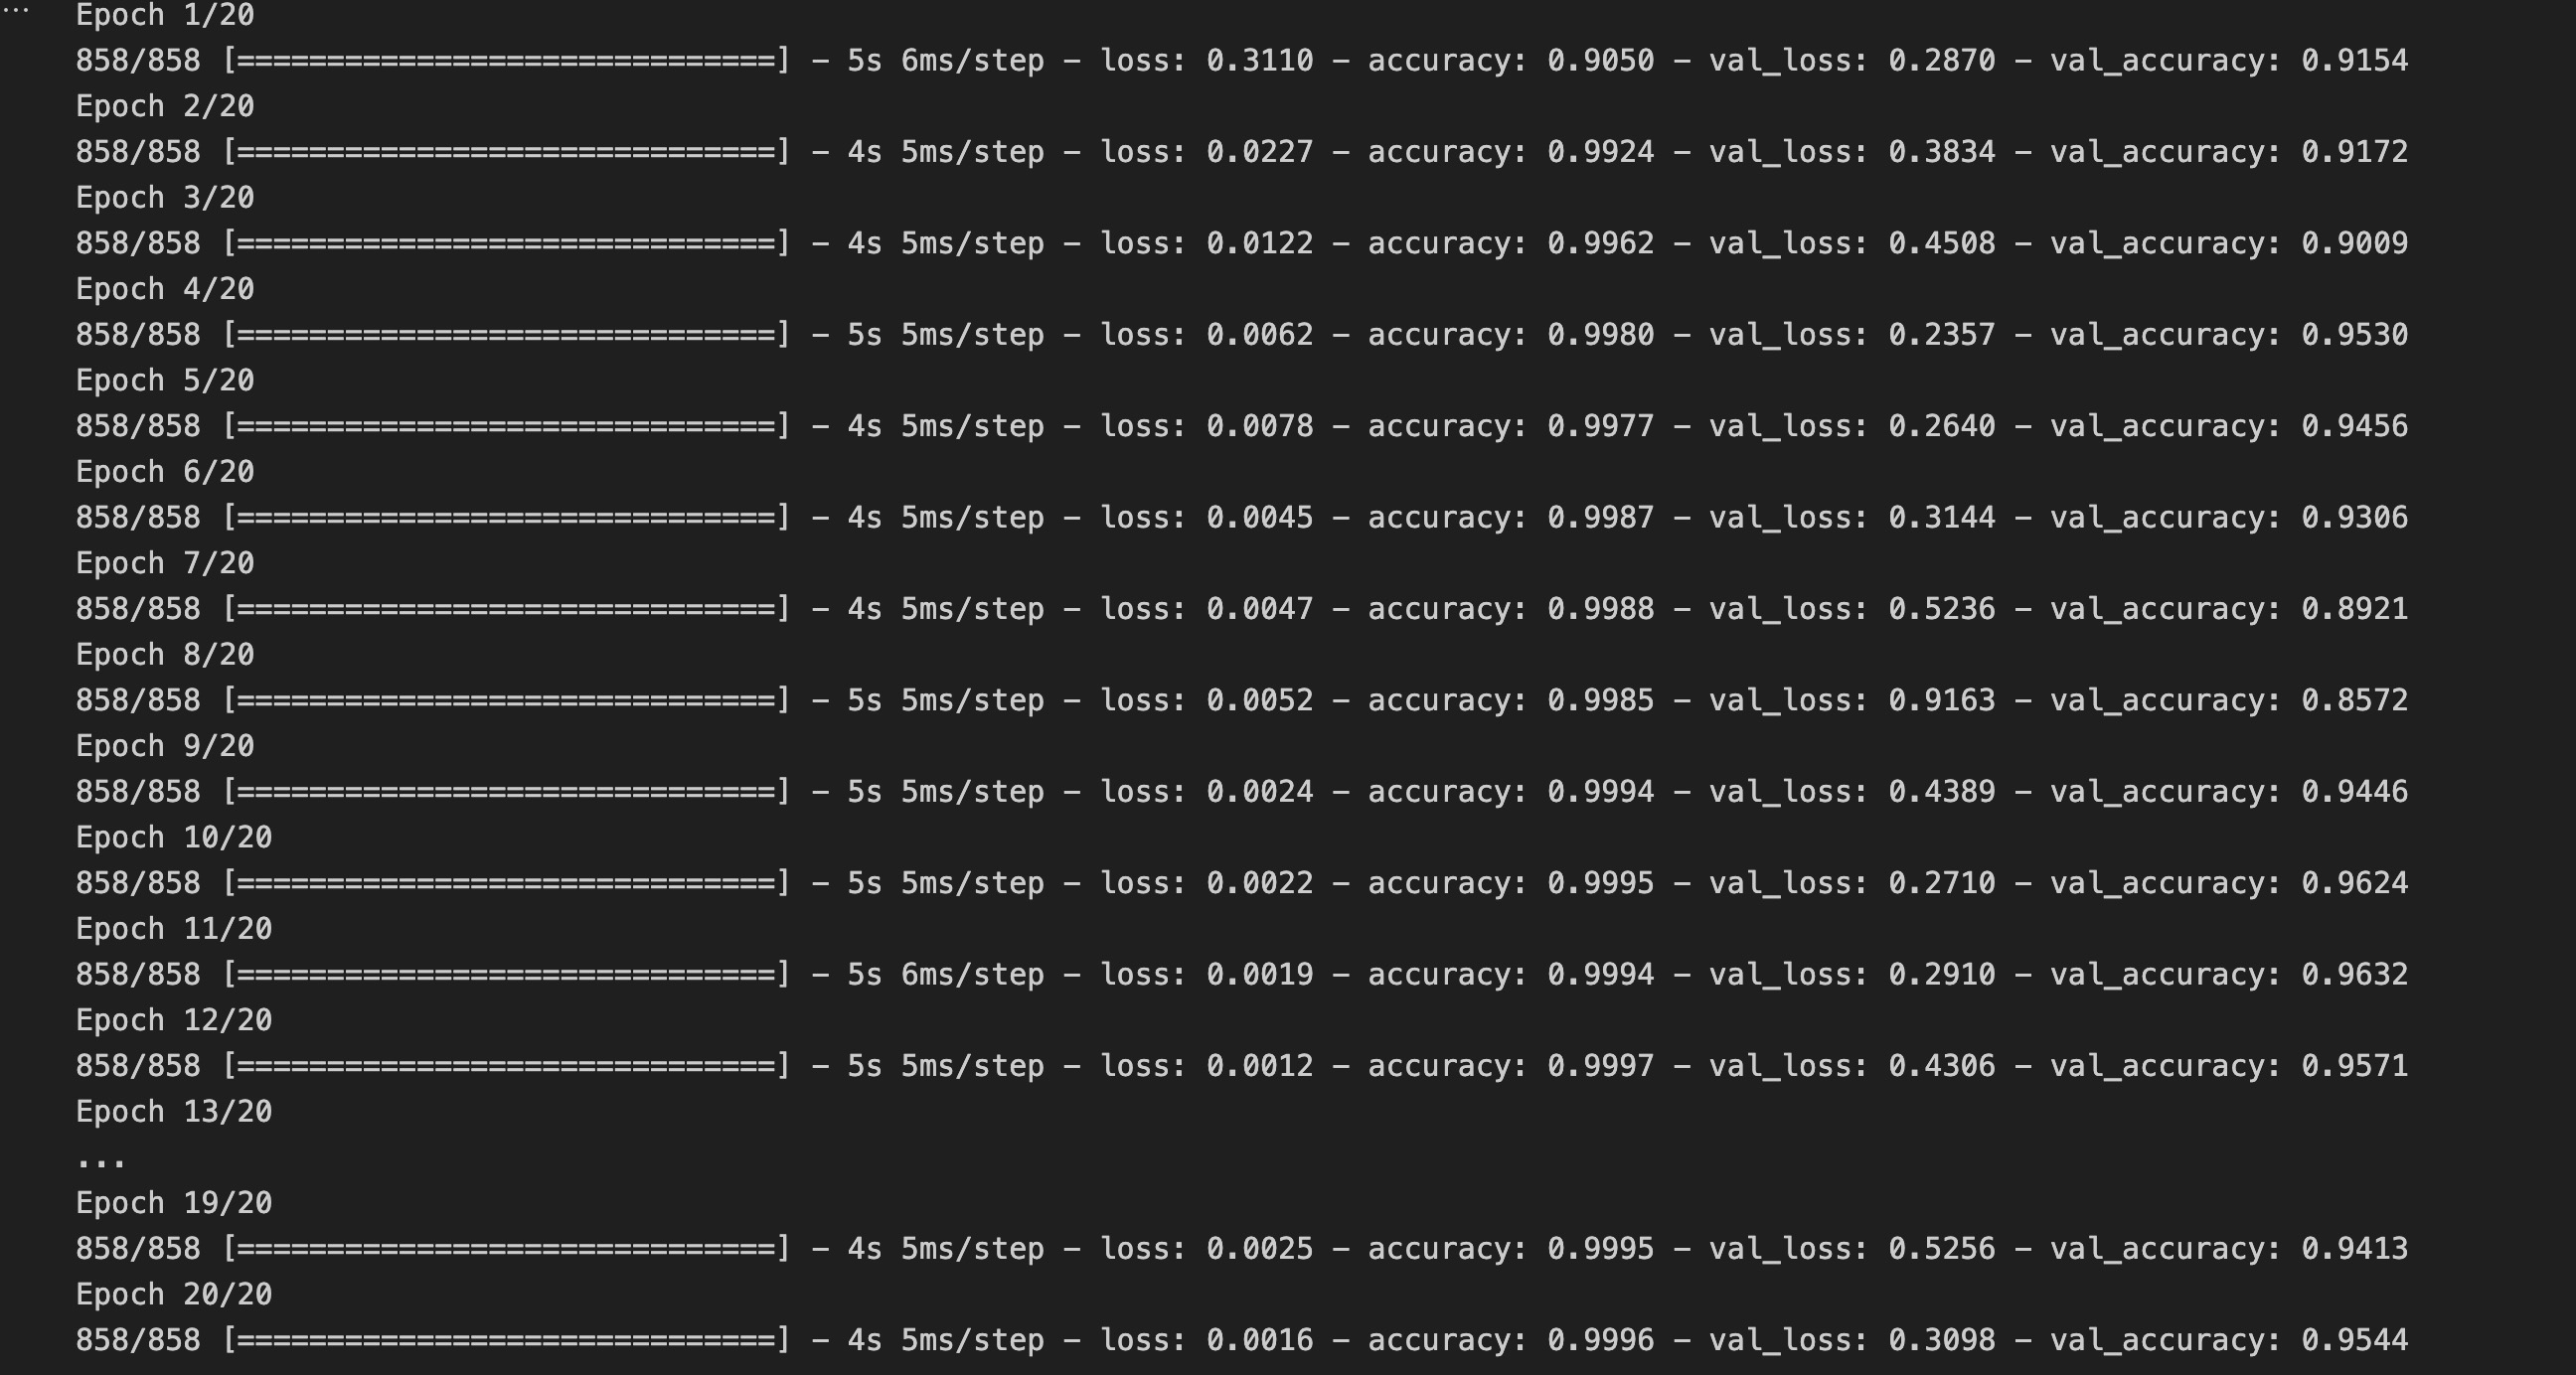 ...
Epoch 1/20
858/858 [==============================] - 5s 6ms/step - loss: 0.3110 - accuracy: 0.9050 - val_loss: 0.2870 - val_accuracy: 0.9154
Epoch 2/20
858/858 [==============================] - 4s 5ms/step - loss: 0.0227 - accuracy: 0.9924 - val_loss: 0.3834 - val_accuracy: 0.9172
Epoch 3/20
858/858 [==============================] - 4s 5ms/step - loss: 0.0122 - accuracy: 0.9962 - val_loss: 0.4508 - val_accuracy: 0.9009
Epoch 4/20
858/858 [==============================] - 5s 5ms/step - loss: 0.0062 - accuracy: 0.9980 - val_loss: 0.2357 - val_accuracy: 0.9530
Epoch 5/20
858/858 [==============================] - 4s 5ms/step - loss: 0.0078 - accuracy: 0.9977 - val_loss: 0.2640 - val_accuracy: 0.9456
Epoch 6/20
858/858 [==============================] - 4s 5ms/step - loss: 0.0045 - accuracy: 0.9987 - val_loss: 0.3144 - val_accuracy: 0.9306
Epoch 7/20
858/858 [==============================] - 4s 5ms/step - loss: 0.0047 - accuracy: 0.9988 - val_loss: 0.5236 - val_accuracy: 0.8921
Epoch 8/20
858/858 [==============================] - 5s 5ms/step - loss: 0.0052 - accuracy: 0.9985 - val_loss: 0.9163 - val_accuracy: 0.8572
Epoch 9/20
858/858 [==============================] - 5s 5ms/step - loss: 0.0024 - accuracy: 0.9994 - val_loss: 0.4389 - val_accuracy: 0.9446
Epoch 10/20
858/858 [==============================] - 5s 5ms/step - loss: 0.0022 - accuracy: 0.9995 - val_loss: 0.2710 - val_accuracy: 0.9624
Epoch 11/20
858/858 [==============================] - 5s 6ms/step - loss: 0.0019 - accuracy: 0.9994 - val_loss: 0.2910 - val_accuracy: 0.9632
Epoch 12/20
858/858 [==============================] - 5s 5ms/step - loss: 0.0012 - accuracy: 0.9997 - val_loss: 0.4306 - val_accuracy: 0.9571
Epoch 13/20
...
Epoch 19/20
858/858 [==============================] - 4s 5ms/step - loss: 0.0025 - accuracy: 0.9995 - val_loss: 0.5256 - val_accuracy: 0.9413
Epoch 20/20
858/858 [==============================] - 4s 5ms/step - loss: 0.0016 - accuracy: 0.9996 - val_loss: 0.3098 - val_accuracy: 0.9544